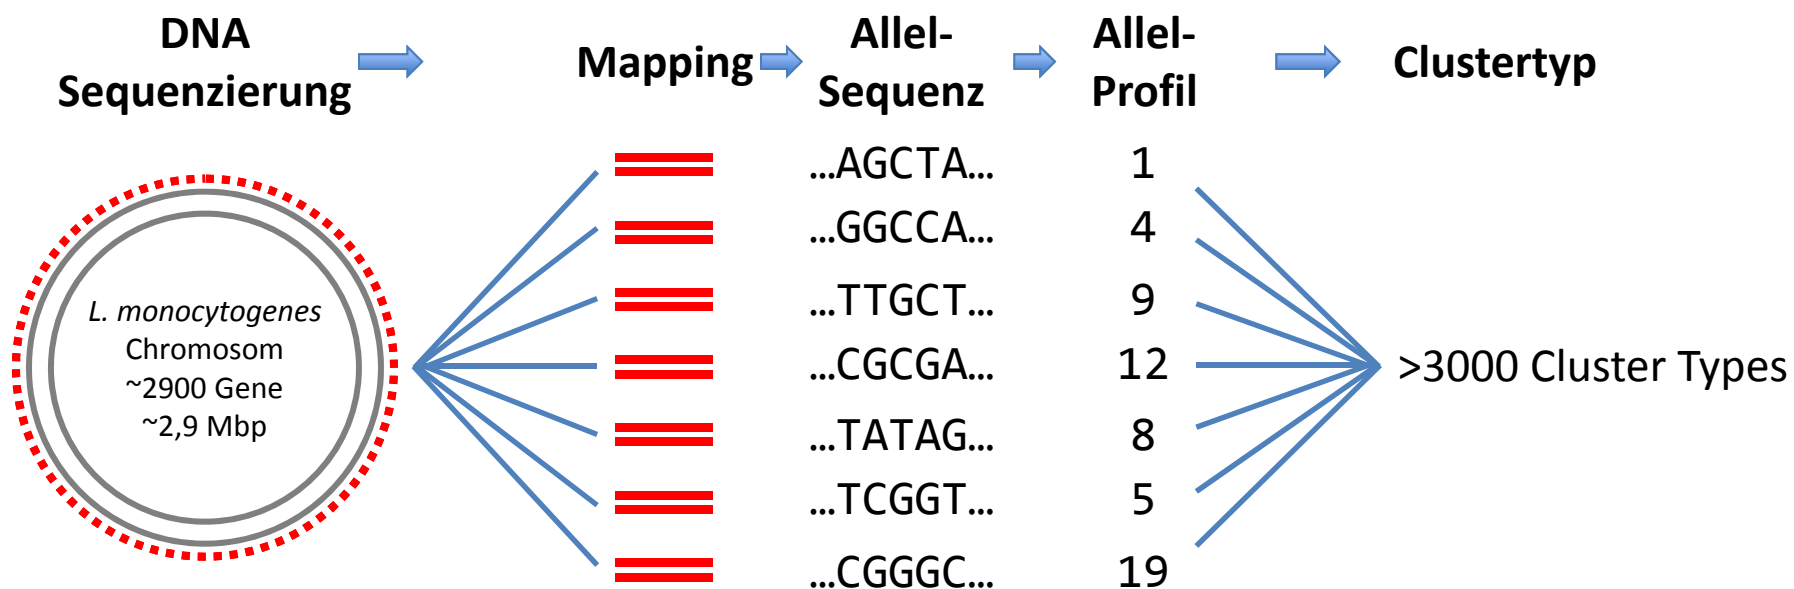 DNA
Sequenzierung
Mapping
Allel-
Sequenz
Allel-
Profil
Clustertyp
L. monocytogenes
Chromosom
~2900 Gene
~2,9 Mbp
...AGCTA... 1
...GGCCA... 4
...TTGCT... 9
...CGCGA... 12
...TATAG... 8
...TCGGT... 5
...CGGGC... 19
>3000 Cluster Types